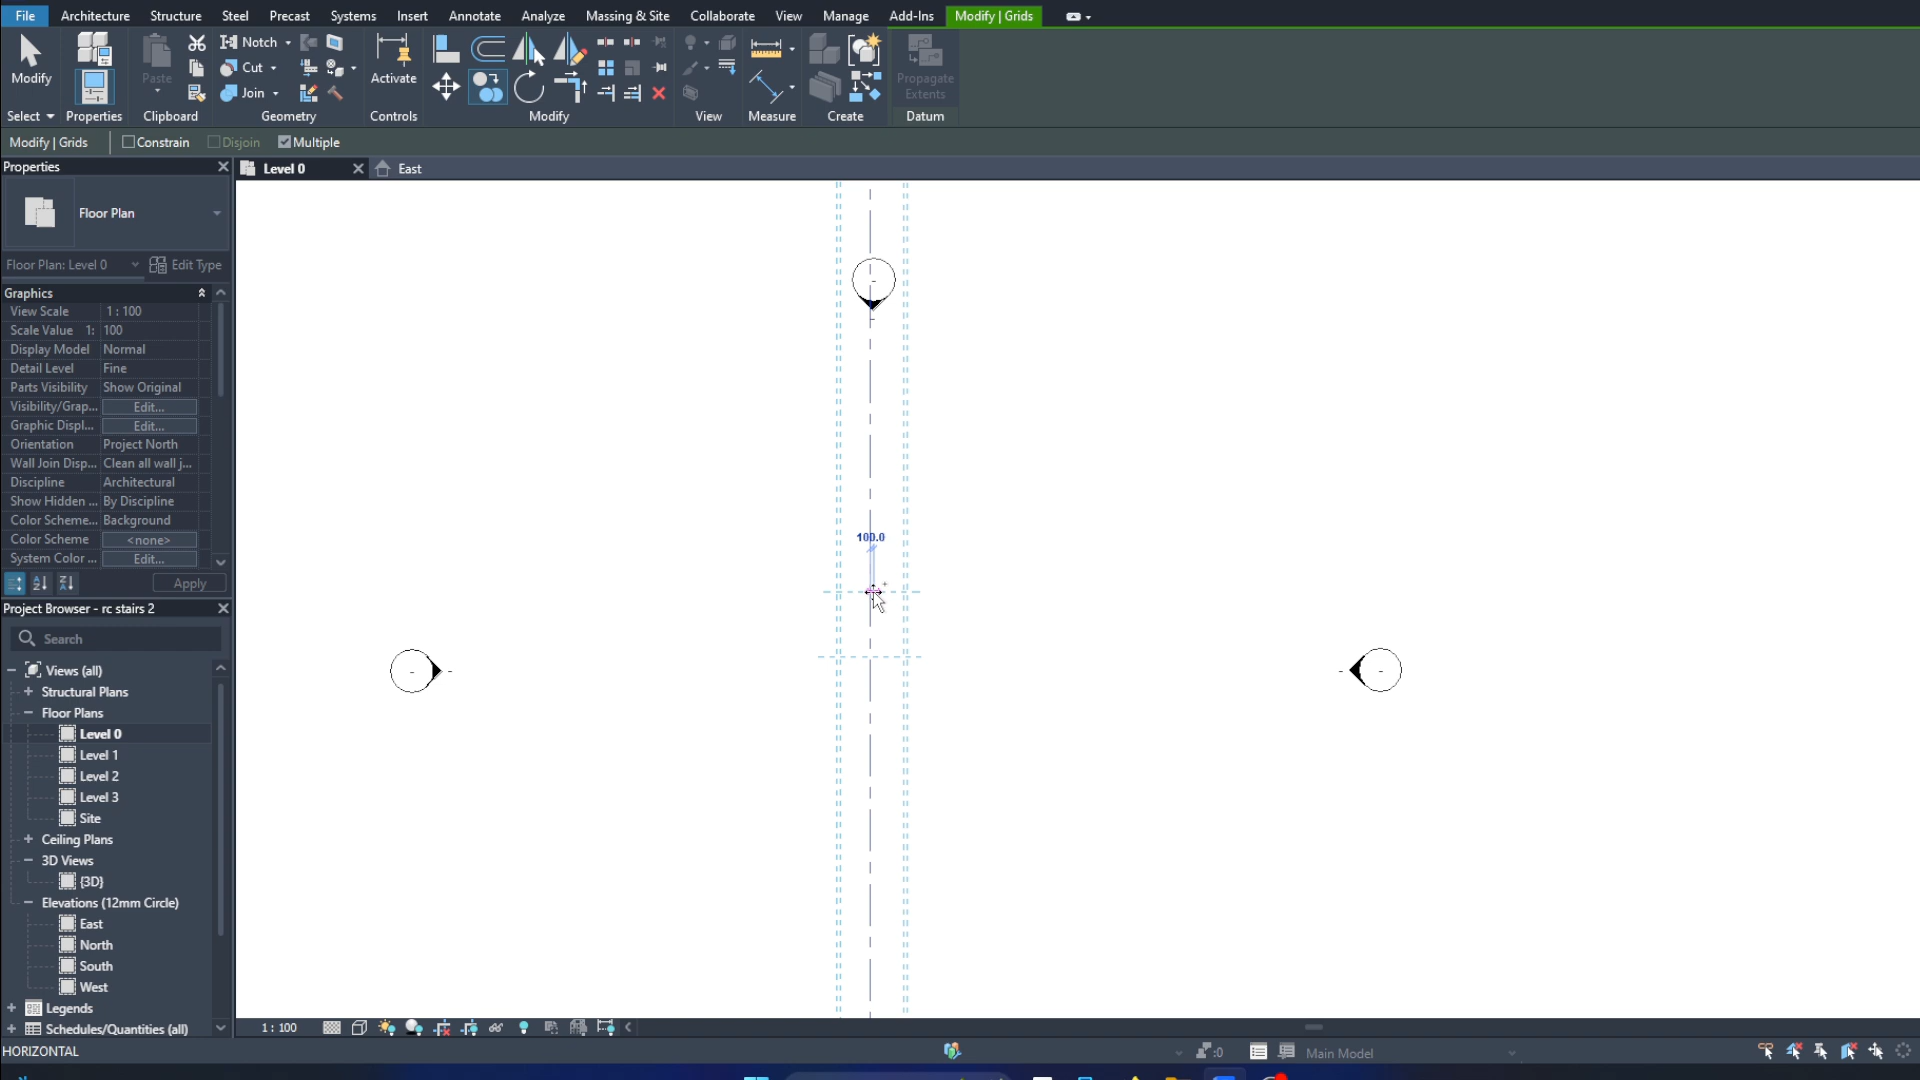 File Architecture Structure Steel Precast Systems Insert Annotate Analyze Massing & Site Collaborate View Manage Add-Ins Modify | Grids
Notch
Cut
Join
Modify
Paste
Activate
Propagate
Extents
Select Properties Clipboard Geometry Controls Modify View Measure Create Datum
Modify | Grids Constrain Disjoin Multiple
Properties
Level 0
East
Floor Plan
Floor Plan: Level 0
Edit Type
Graphics
View Scale 1 : 100
Scale Value 1: 100
Display Model Normal
Detail Level Fine
Parts Visibility Show Original
Visibility/Grap... Edit...
Graphic Displ... Edit...
Orientation Project North
Wall Join Disp... Clean all wall j...
Discipline Architectural
Show Hidden ... By Discipline
Color Scheme... Background
Color Scheme <none>
System Color ... Edit...
Apply
100.0
Project Browser - rc stairs 2
Search
Views (all)
Structural Plans
Floor Plans
Level 0
Level 1
Level 2
Level 3
Site
Ceiling Plans
3D Views
{3D}
Elevations (12mm Circle)
East
North
South
West
Legends
Schedules/Quantities (all)
1 : 100
HORIZONTAL
:0
Main Model